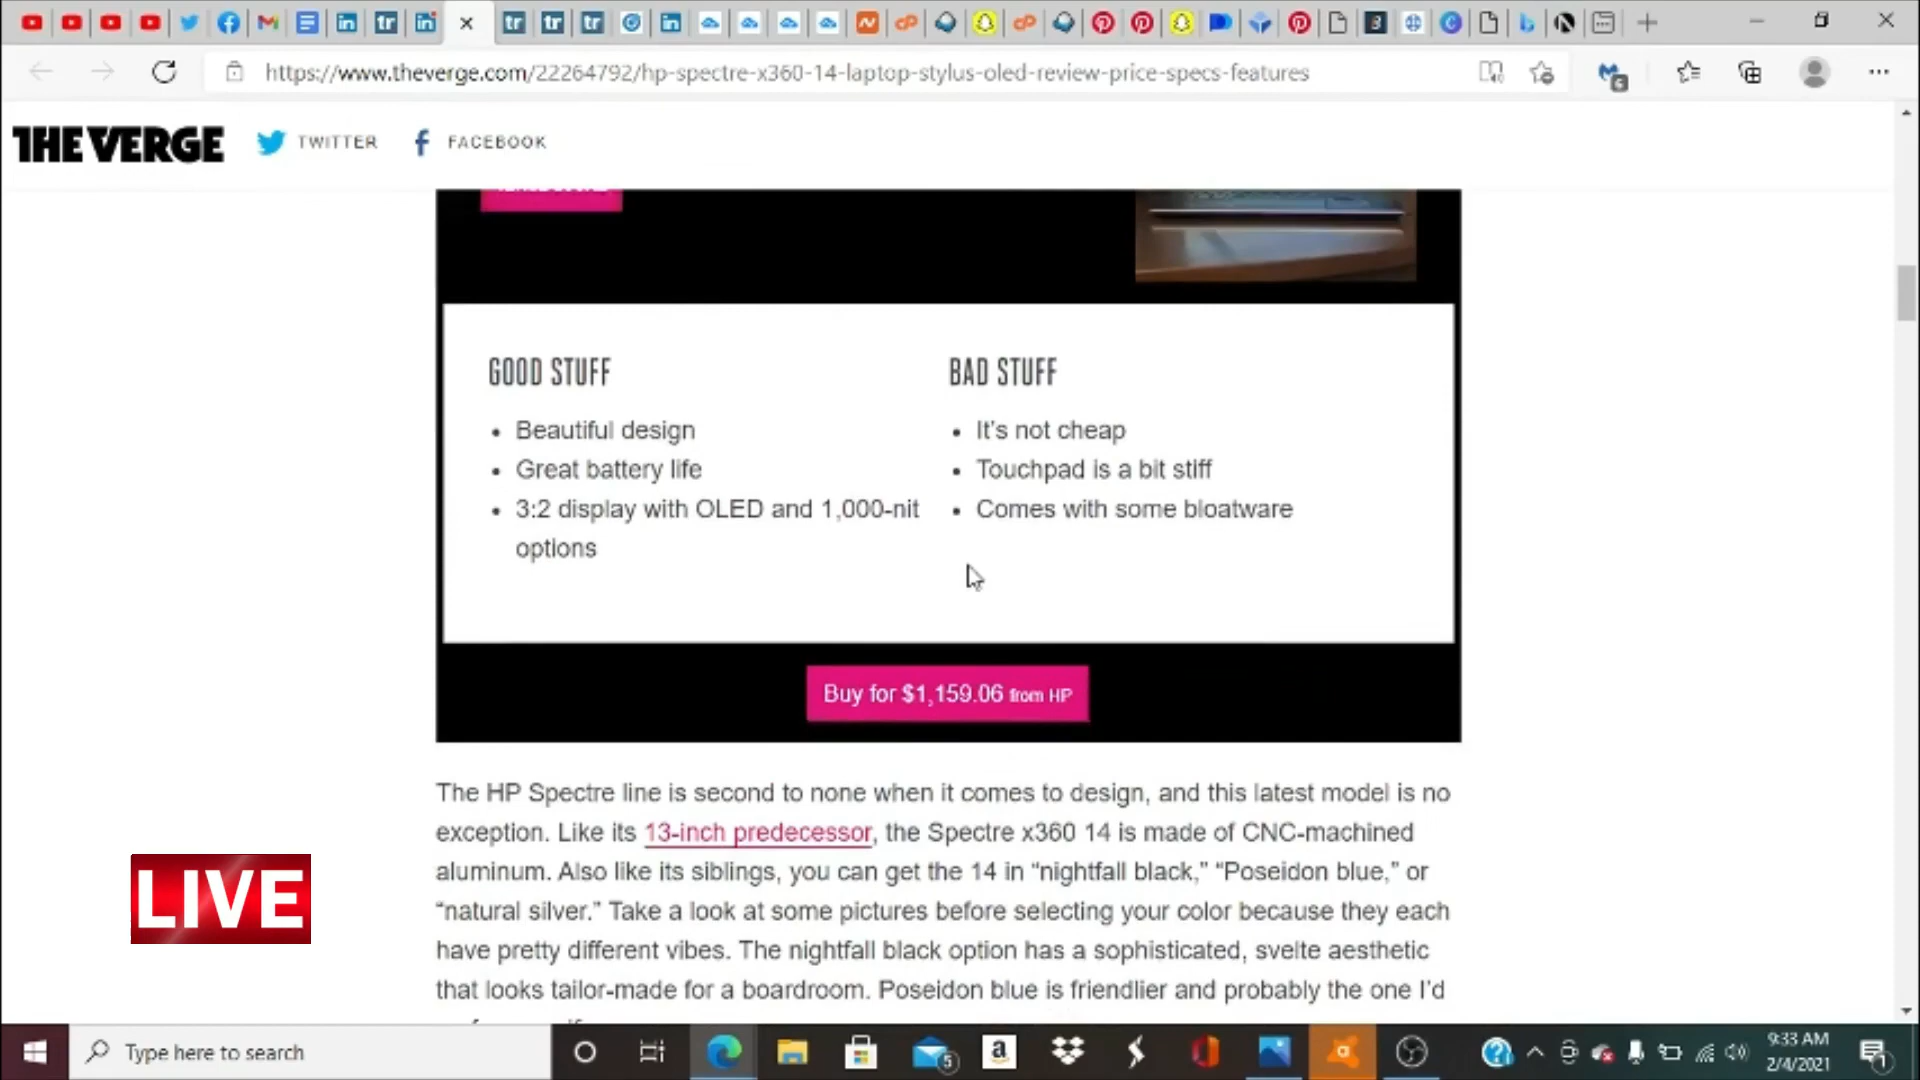 https://www.theverge.com/22264792/hp-spectre-x360-14-laptop-stylus-oled-review-price-specs-features
THE VERGE TWITTER FACEBOOK
GOOD STUFF
Beautiful design
Great battery life
3:2 display with OLED and 1,000-nit
options
BAD STUFF
It's not cheap
Touchpad is a bit stiff
Comes with some bloatware
Buy for $1,159.06 from HP
The HP Spectre line is second to none when it comes to design, and this latest model is no
exception. Like its 13-inch predecessor, the Spectre x360 14 is made of CNC-machined
aluminum. Also like its siblings, you can get the 14 in “nightfall black,” “Poseidon blue,” or
“natural silver.” Take a look at some pictures before selecting your color because they each
have pretty different vibes. The nightfall black option has a sophisticated, svelte aesthetic
that looks tailor-made for a boardroom. Poseidon blue is friendlier and probably the one I’d
LIVE
Type here to search
5
9:33 AM
2/4/2021
1